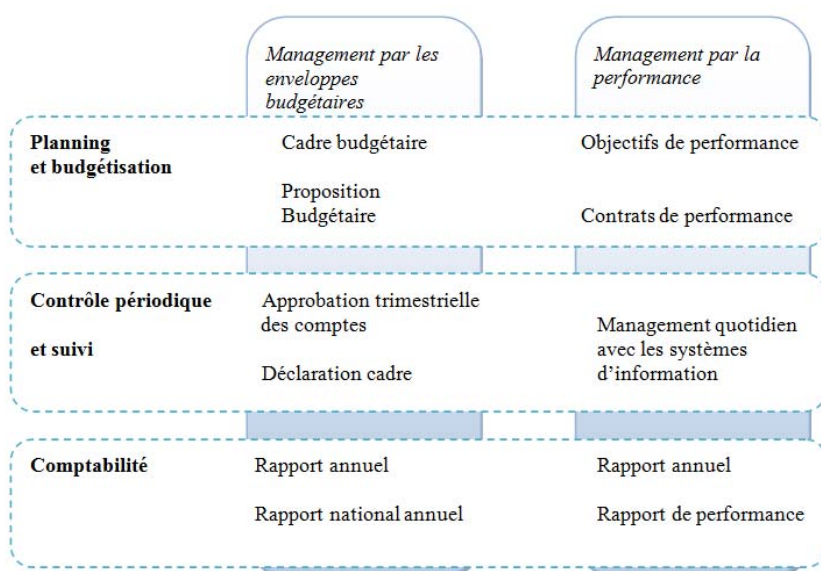 Management par les
enveloppes
budgétaires
Management par la
performance
Planning
et budgétisation
Cadre budgétaire
Proposition
Budgétaire
Objectifs de performance
Contrats de performance
Contrôle périodique
et suivi
Approbation trimestrielle
des comptes
Déclaration cadre
Management quotidien
avec les systèmes
d’information
Comptabilité
Rapport annuel
Rapport national annuel
Rapport annuel
Rapport de performance